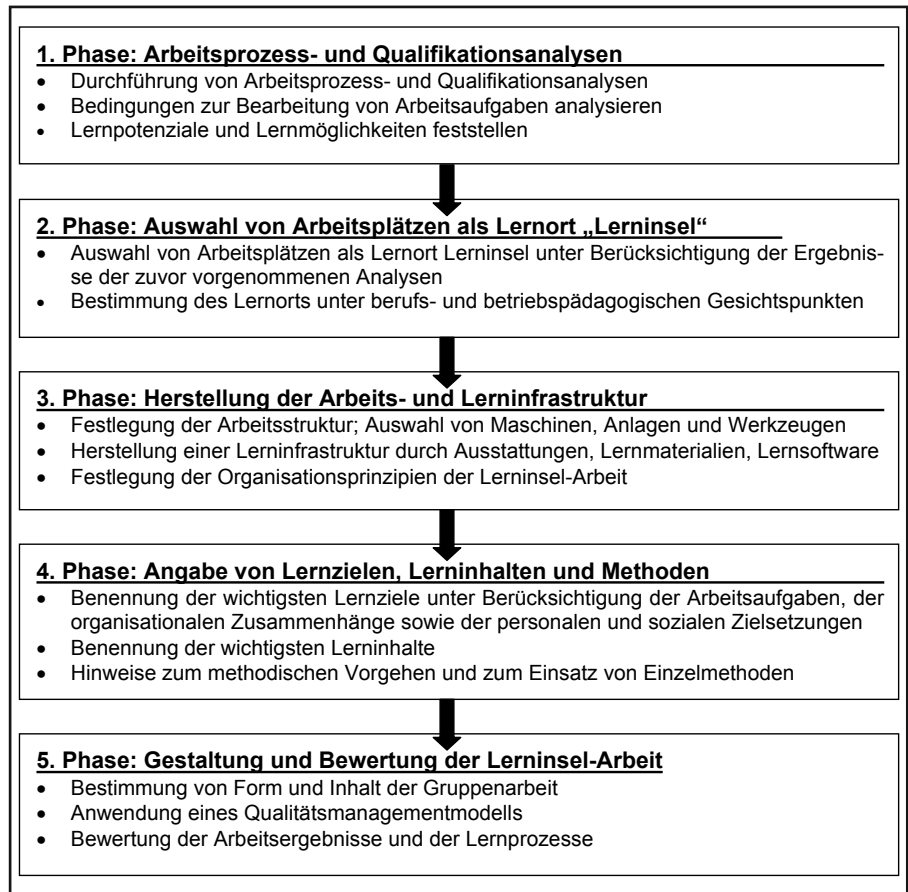 1. Phase: Arbeitsprozess- und Qualifikationsanalysen
• Durchführung von Arbeitsprozess- und Qualifikationsanalysen
• Bedingungen zur Bearbeitung von Arbeitsaufgaben analysieren
• Lernpotenziale und Lernmöglichkeiten feststellen
2. Phase: Auswahl von Arbeitsplätzen als Lernort „Lerninsel“
• Auswahl von Arbeitsplätzen als Lernort Lerninsel unter Berücksichtigung der Ergebnis-
se der zuvor vorgenommenen Analysen
• Bestimmung des Lernorts unter berufs- und betriebspädagogischen Gesichtspunkten
3. Phase: Herstellung der Arbeits- und Lerninfrastruktur
• Festlegung der Arbeitsstruktur; Auswahl von Maschinen, Anlagen und Werkzeugen
• Herstellung einer Lerninfrastruktur durch Ausstattungen, Lernmaterialien, Lernsoftware
• Festlegung der Organisationsprinzipien der Lerninsel-Arbeit
4. Phase: Angabe von Lernzielen, Lerninhalten und Methoden
• Benennung der wichtigsten Lernziele unter Berücksichtigung der Arbeitsaufgaben, der
organisationalen Zusammenhänge sowie der personalen und sozialen Zielsetzungen
• Benennung der wichtigsten Lerninhalte
• Hinweise zum methodischen Vorgehen und zum Einsatz von Einzelmethoden
5. Phase: Gestaltung und Bewertung der Lerninsel-Arbeit
• Bestimmung von Form und Inhalt der Gruppenarbeit
• Anwendung eines Qualitätsmanagementmodells
• Bewertung der Arbeitsergebnisse und der Lernprozesse